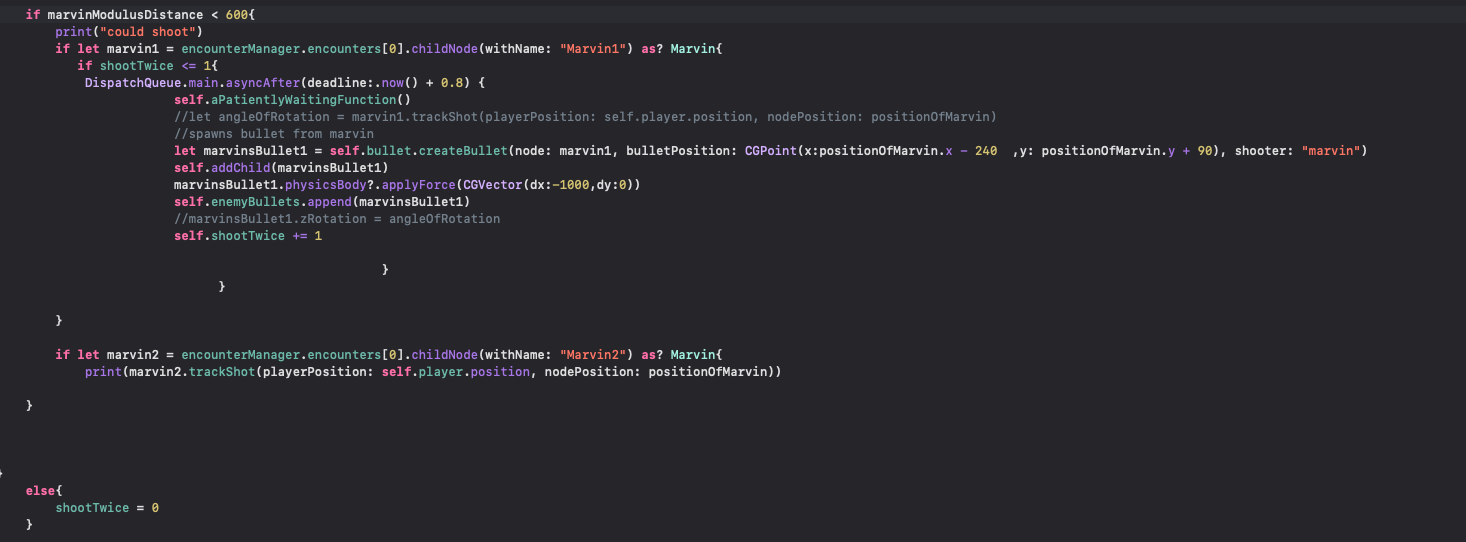 if marvinModulusDistance < 600{
print("could shoot")
if let marvin1 = encounterManager.encounters[0].childNode(withName: "Marvin1") as? Marvin{
if shootTwice <= 1{
DispatchQueue.main.asyncAfter(deadline:.now() + 0.8) {
self.aPatientlyWaitingFunction()
//let angleOfRotation = marvin1.trackShot(playerPosition: self.player.position, nodePosition: positionOfMarvin)
//spawns bullet from marvin
let marvinsBullet1 = self.bullet.createBullet(node: marvin1, bulletPosition: CGPoint(x:positionOfMarvin.x - 240  ,y: positionOfMarvin.y + 90), shooter: "marvin")
self.addChild(marvinsBullet1)
marvinsBullet1.physicsBody?.applyForce(CGVector(dx:-1000,dy:0))
self.enemyBullets.append(marvinsBullet1)
//marvinsBullet1.zRotation = angleOfRotation
self.shootTwice += 1
}
}
}
if let marvin2 = encounterManager.encounters[0].childNode(withName: "Marvin2") as? Marvin{
print(marvin2.trackShot(playerPosition: self.player.position, nodePosition: positionOfMarvin))
}
}
else{
shootTwice = 0
}